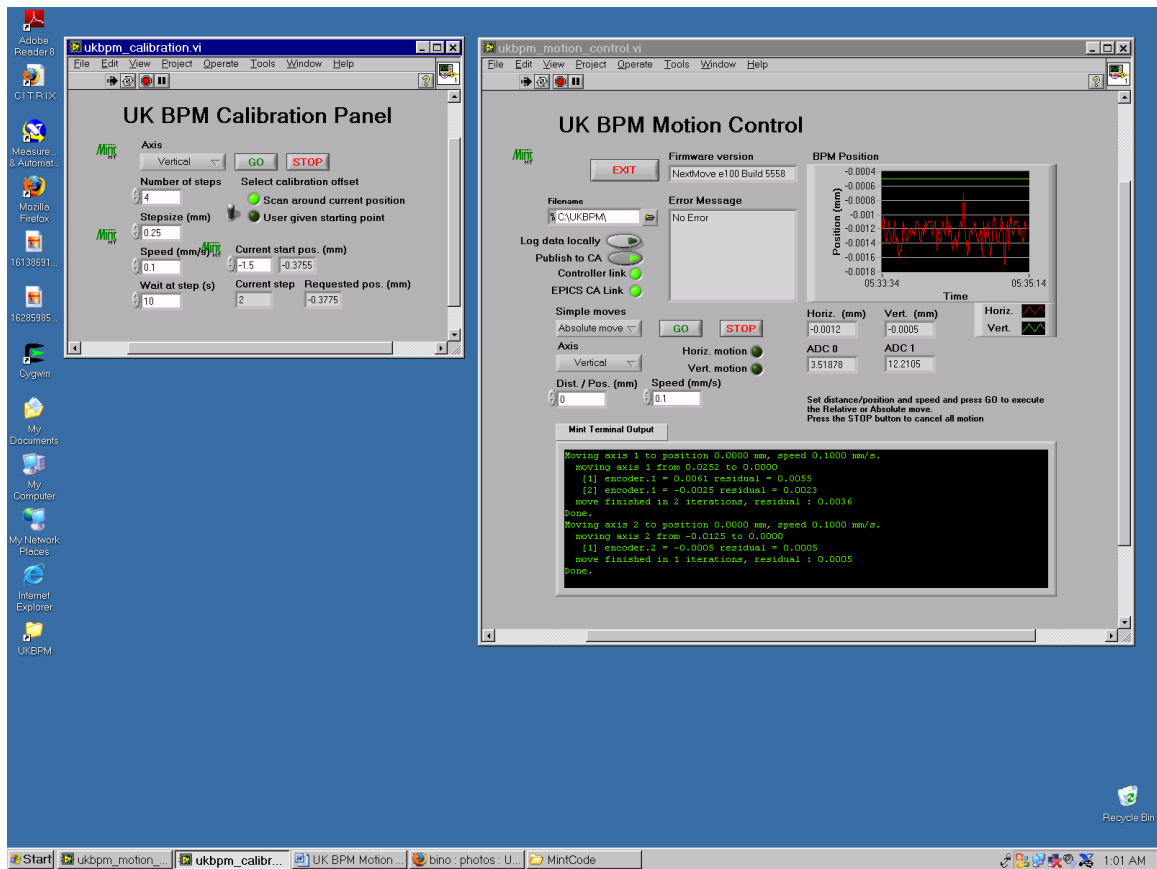 Adobe
Reader 8
CITRIX
Measure...
& Automat...
Mozilla
Firefox
16138691...
16285985...
Cygwin
My
Documents
My
Computer
My Network
Places
Internet
Explorer
UKBPM
ukbpm_calibration.vi
File Edit View Project Operate Tools Window Help
UK BPM Calibration Panel
Mint MT
Axis
Vertical GO STOP
Number of steps Select calibration offset
4 Scan around current position
Stepsize (mm) User given starting point
0.25
Mint MT
Speed (mm/s) Current start pos. (mm)
0.1 -1.5 -0.3755
Wait at step (s) Current step Requested pos. (mm)
10 2 -0.3775
ukbpm_motion_control.vi
File Edit View Project Operate Tools Window Help
UK BPM Motion Control
Mint MT
EXIT
Firmware version
NextMove e100 Build 5558
Filename
C:\UKBPM\
Error Message
No Error
Log data locally
Publish to CA
Controller link
EPICS CA Link
BPM Position
Position (mm)
-0.0004
-0.0006
-0.0008
-0.001
-0.0012
-0.0014
-0.0016
-0.0018
05:33:34 05:35:14
Time
Simple moves
Absolute move GO STOP
Axis
Vertical
Horiz. motion
Vert. motion
Dist. / Pos. (mm) Speed (mm/s)
0 0.1
Horiz. (mm) Vert. (mm)
-0.0012 -0.0005
Horiz.
Vert.
ADC 0 ADC 1
3.51878 12.2105
Set distance/position and speed and press GO to execute
the Relative or Absolute move.
Press the STOP button to cancel all motion
Mint Terminal Output
Moving axis 1 to position 0.0000 mm, speed 0.1000 mm/s.
moving axis 1 from 0.0252 to 0.0000
[1] encoder.1 = 0.0061 residual = 0.0055
[2] encoder.1 = -0.0025 residual = 0.0023
move finished in 2 iterations, residual : 0.0036
Done.
Moving axis 2 to position 0.0000 mm, speed 0.1000 mm/s.
moving axis 2 from -0.0125 to 0.0000
[1] encoder.2 = -0.0005 residual = 0.0005
move finished in 1 iterations, residual : 0.0005
Done.
Recycle Bin
Start ukbpm_motion_... ukbpm_calibr... UK BPM Motion ... bino : photos : U... MintCode 1:01 AM